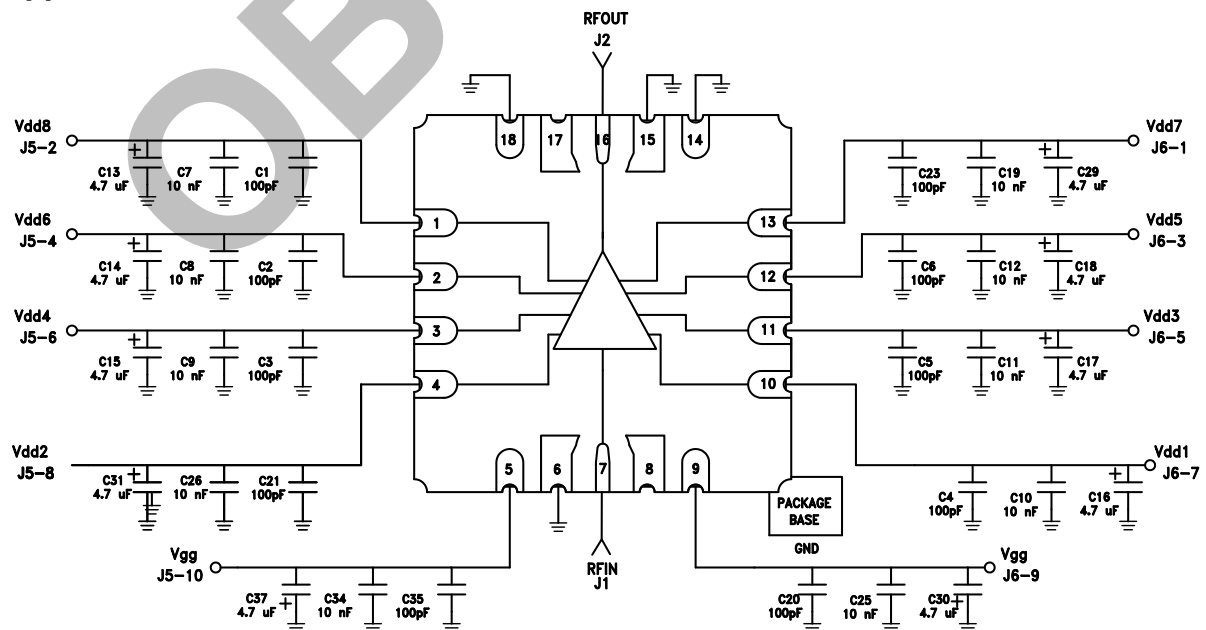 OB
RFOUT
J2
Vdd8
J5-2
C13
4.7 uF
C7
10 nF
C1
100pF
18
17
16
15
14
C23
100pF
C19
10 nF
C29
4.7 uF
Vdd7
J6-1
Vdd6
J5-4
C14
4.7 uF
C8
10 nF
C2
100pF
1
13
C6
100pF
C12
10 nF
C18
4.7 uF
Vdd5
J6-3
2
12
Vdd4
J5-6
C15
4.7 uF
C9
10 nF
C3
100pF
3
11
C5
100pF
C11
10 nF
C17
4.7 uF
Vdd3
J6-5
4
10
Vdd2
J5-8
C31
4.7 uF
C26
10 nF
C21
100pF
5
6
7
8
9
PACKAGE
BASE
GND
C4
100pF
C10
10 nF
C16
4.7 uF
Vdd1
J6-7
Vgg
J5-10
C37
4.7 uF
C34
10 nF
C35
100pF
RFIN
J1
C20
100pF
C25
10 nF
C30
4.7 uF
Vgg
J6-9